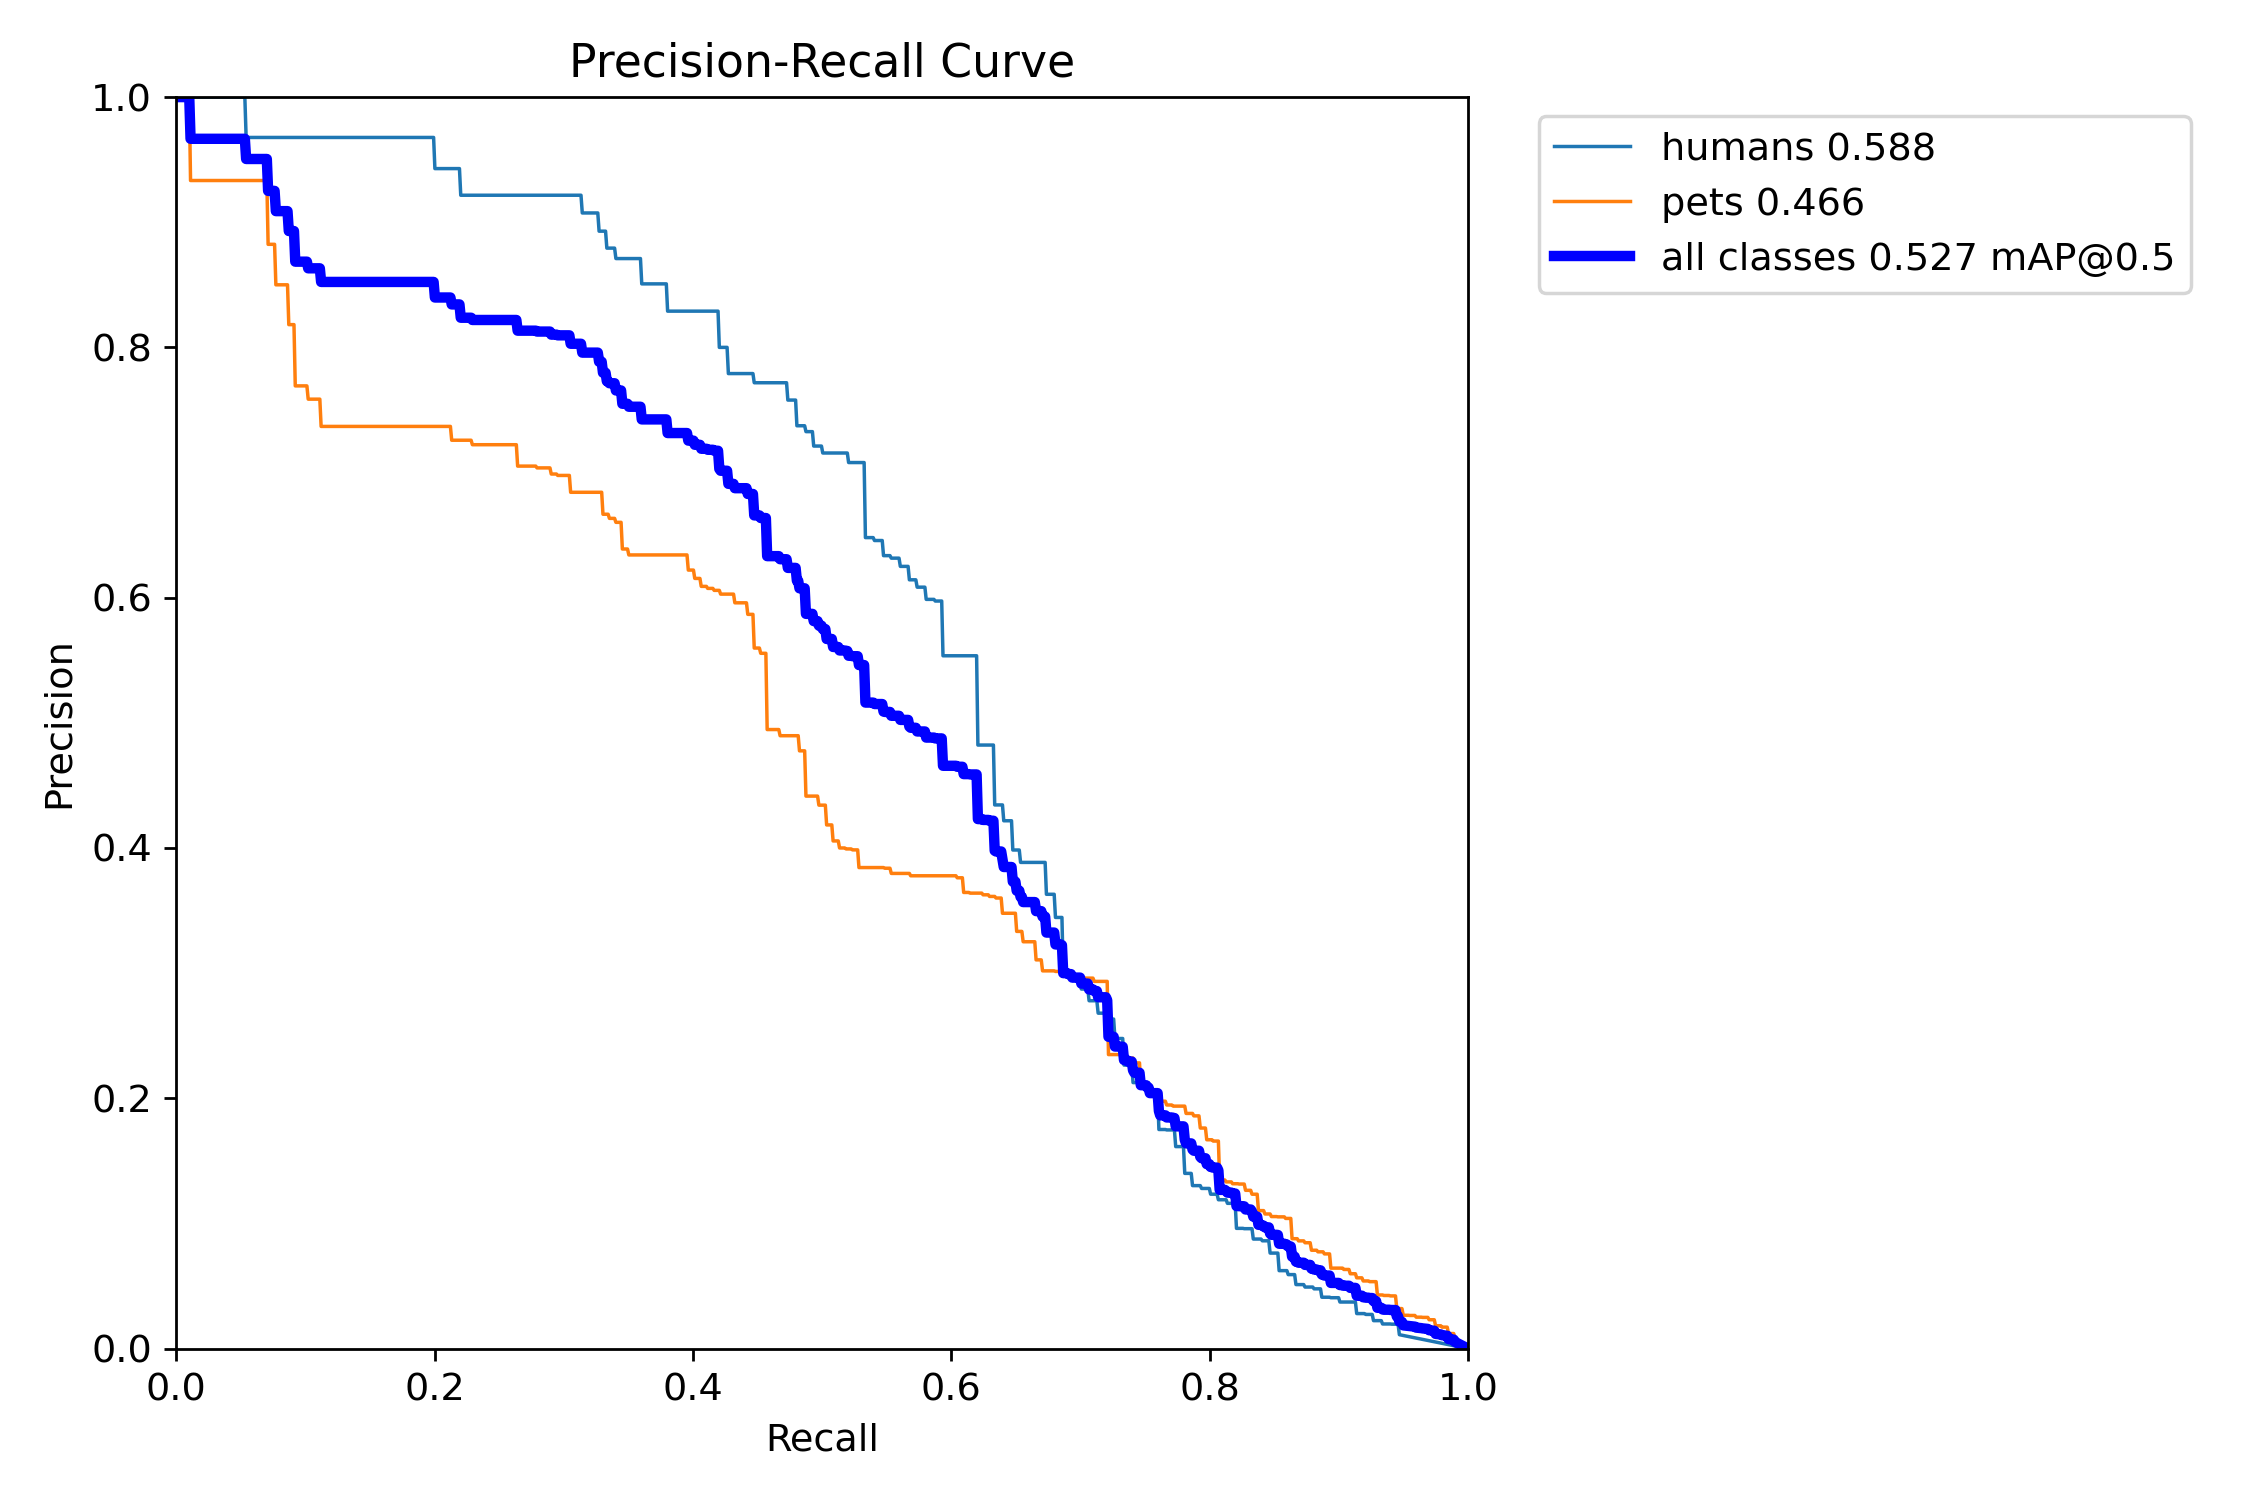 Precision-Recall Curve
humans 0.588
pets 0.466
all classes 0.527 mAP@0.5
1.0
0.8
0.6
0.4
0.2
0.0
Precision
0.0 0.2 0.4 0.6 0.8 1.0
Recall